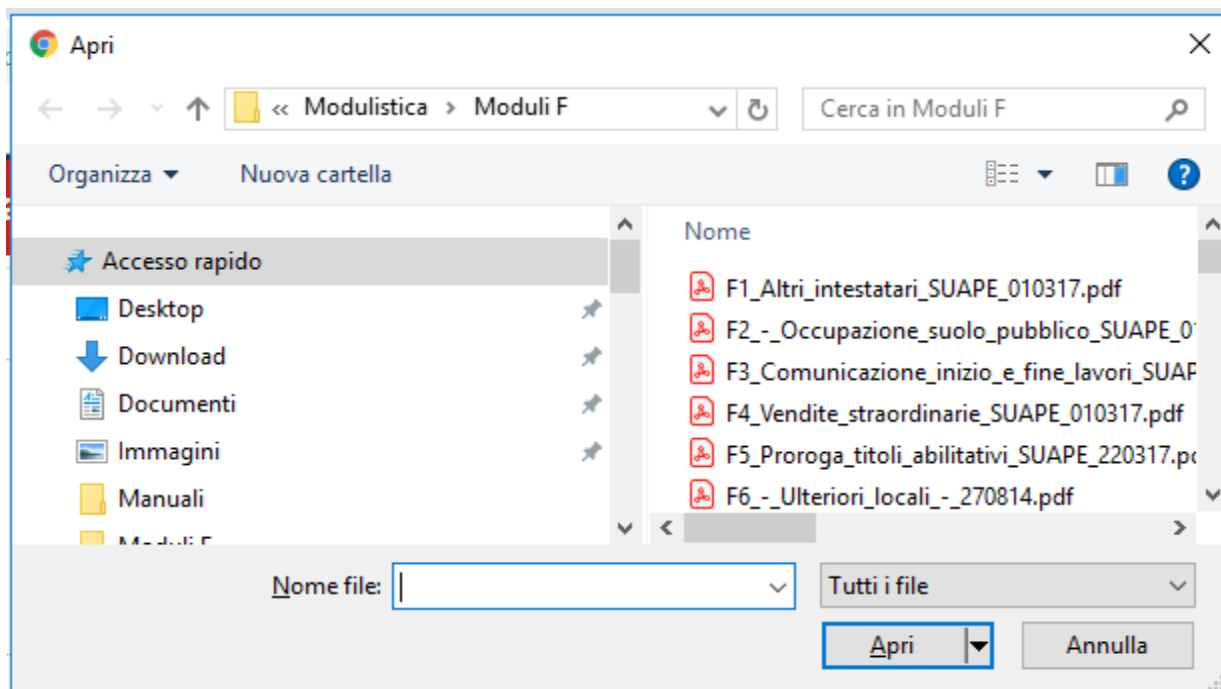 Apri
« Modulistica > Moduli F
Cerca in Moduli F
Organizza
Nuova cartella
Accesso rapido
Desktop
Download
Documenti
Immagini
Manuali
Moduli F
Nome
F1_Altri_intestatari_SUAPE_010317.pdf
F2_-_Occupazione_suolo_pubblico_SUAPE_0
F3_Comunicazione_inizio_e_fine_lavori_SUAP
F4_Vendite_straordinarie_SUAPE_010317.pdf
F5_Proroga_titoli_abilitativi_SUAPE_220317.p
F6_-_Ulteriori_locali_-_270814.pdf
Nome file:
Tutti i file
Apri
Annulla